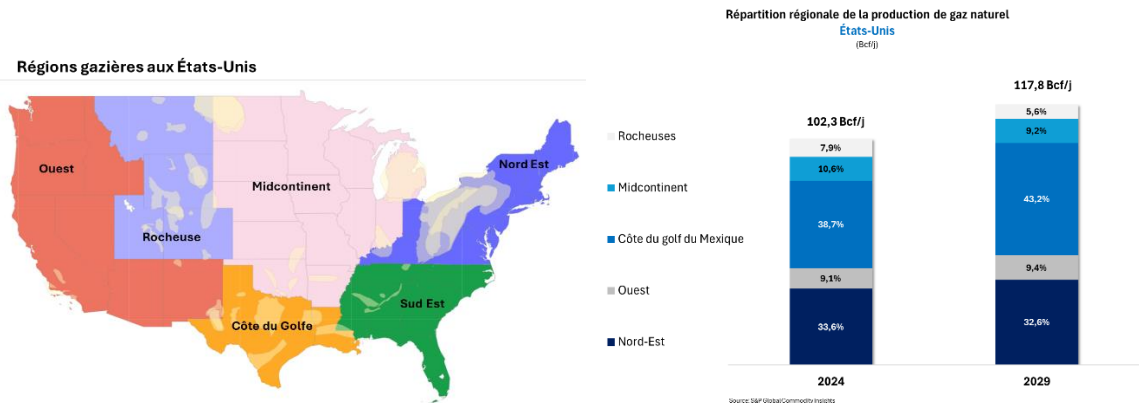 Régions gazières aux États-Unis
Ouest
Rocheuse
Midcontinent
Nord Est
Sud Est
Côte du Golfe
Répartition régionale de la production de gaz naturel
États-Unis
(Bcf/j)
Rocheuses
Midcontinent
Côte du golf du Mexique
Ouest
Nord-Est
102,3 Bcf/j
7,9%
10,6%
38,7%
9,1%
33,6%
2024
117,8 Bcf/j
5,6%
9,2%
43,2%
9,4%
32,6%
2029
Source: S&P Global Commodity Insights